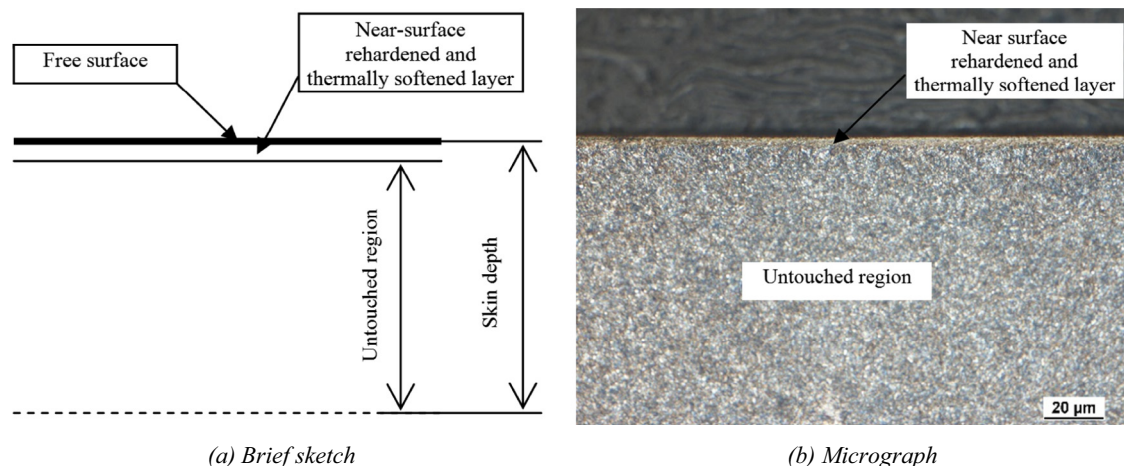 Free surface
Near-surface
rehardened and
thermally softened layer
Untouched region
Skin depth
(a) Brief sketch
Near surface
rehardened and
thermally softened layer
Untouched region
20 µm
(b) Micrograph